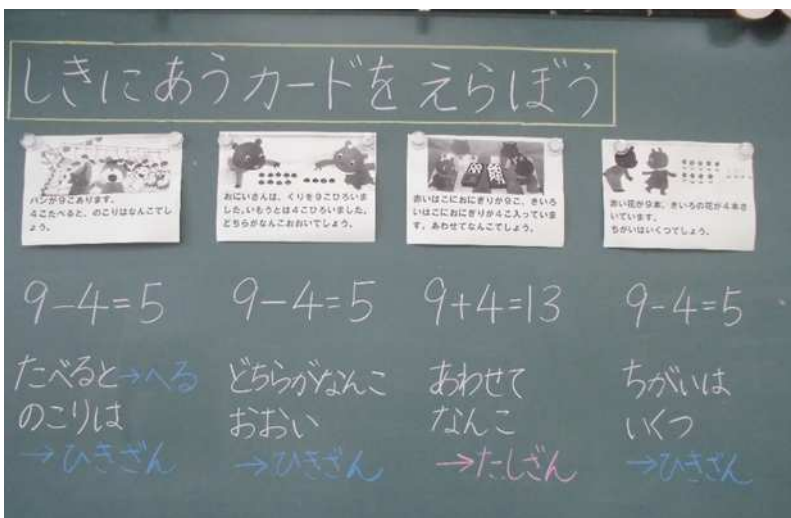 しきにあうカードをえらぼう
パンが9こあります。
4こたべると、のこりはなんこでしょう。
おにいさんは、くりを9こひろいま
した。いもうとは4こひろいました。
どちらがなんこおおいでしょう。
赤いはこにおにぎりが9こ、きいろ
いはこにおにぎりが4こ入っていま
す。あわせてなんこでしょう。
赤い花が9本、きいろの花が4本さ
いています。
ちがいはいくつでしょう。
9-4=5
9-4=5
9+4=13
9-4=5
たべると→へる
のこりは
→ひきざん
どちらがなんこ
おおい
→ひきざん
あわせて
なんこ
→たしざん
ちがいは
いくつ
→ひきざん